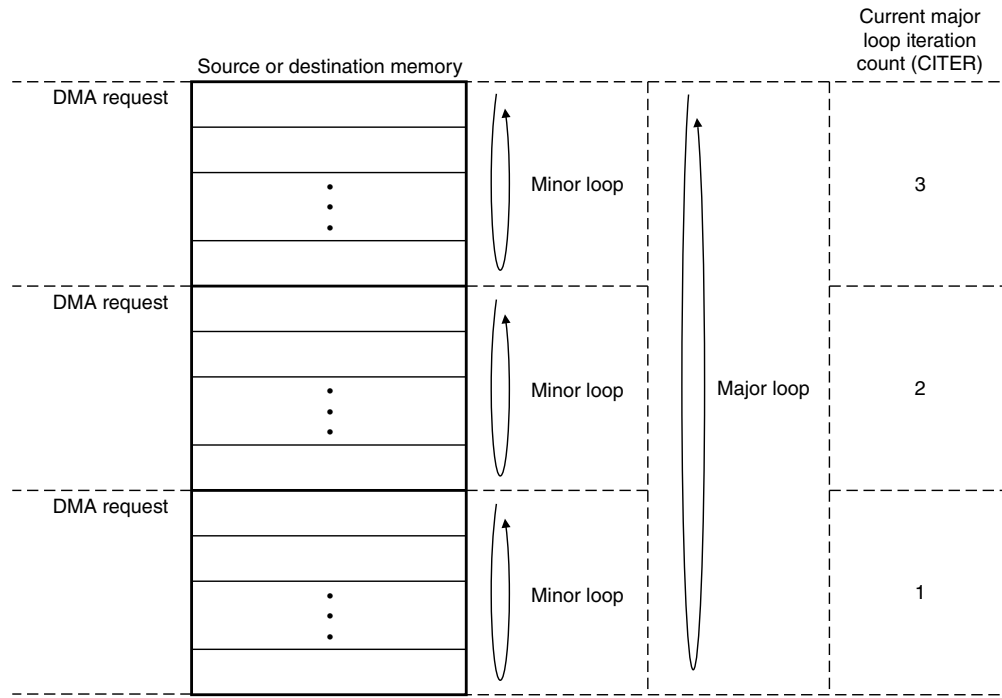 Current major
loop iteration
count (CITER)
Source or destination memory
DMA request
Minor loop
3
DMA request
Minor loop
Major loop
2
DMA request
Minor loop
1